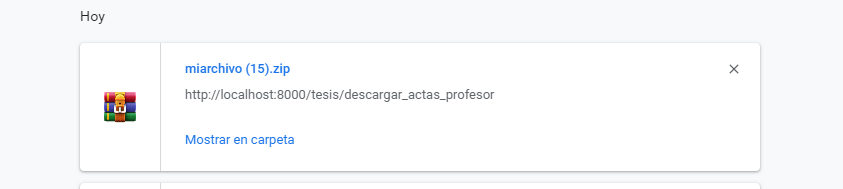 Hoy
miarchivo (15).zip
http://localhost:8000/tesis/descargar_actas_profesor
Mostrar en carpeta